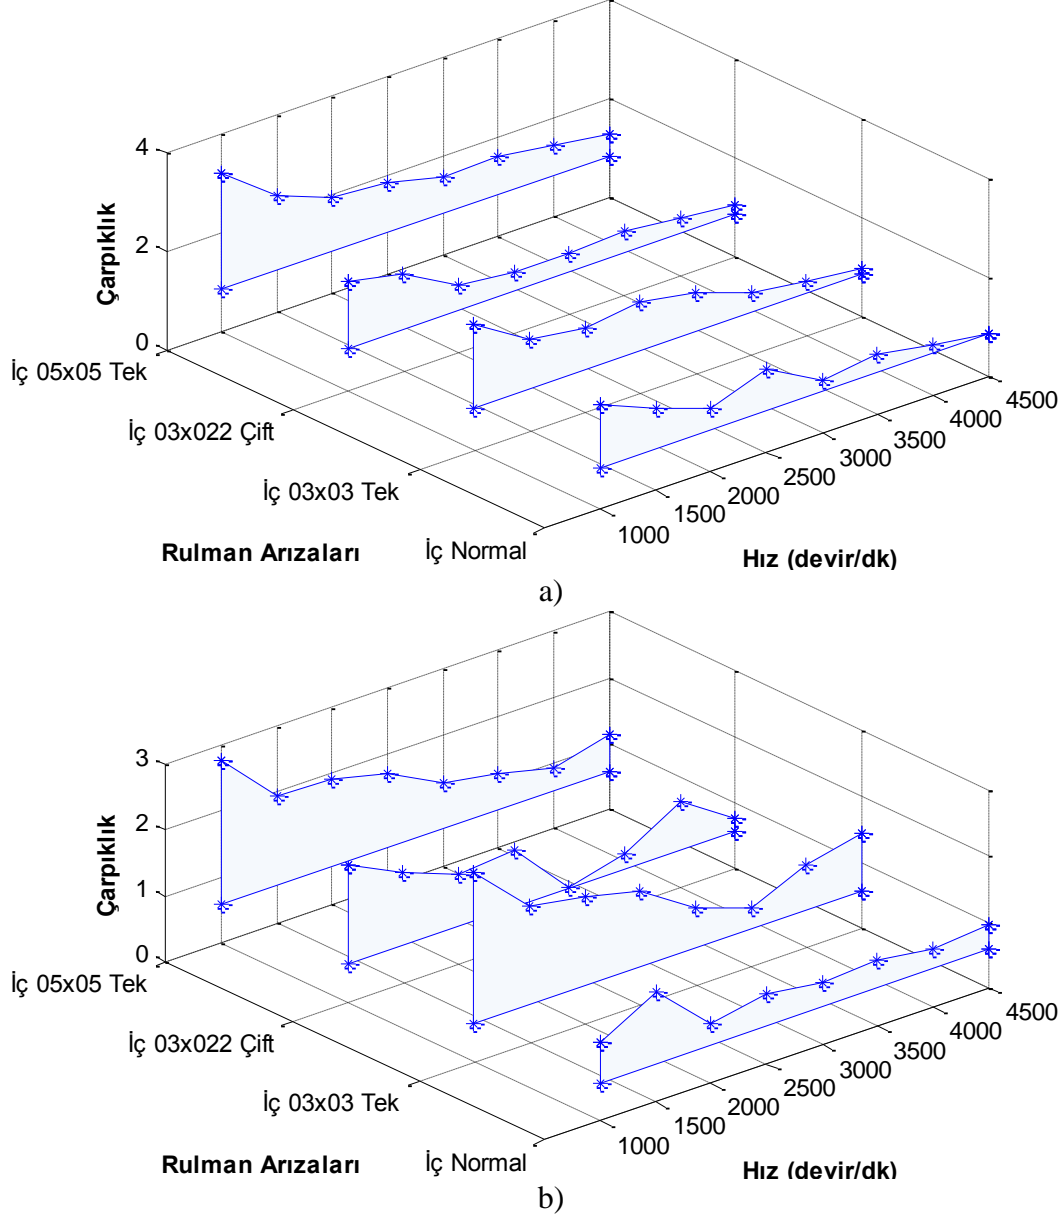 4
2
0
Çarpıklık
İç 05x05 Tek
İç 03x022 Çift
İç 03x03 Tek
İç Normal
Rulman Arızaları
1000
1500
2000
2500
3000
3500
4000
4500
Hız (devir/dk)
a)
3
2
1
0
Çarpıklık
İç 05x05 Tek
İç 03x022 Çift
İç 03x03 Tek
İç Normal
Rulman Arızaları
1000
1500
2000
2500
3000
3500
4000
4500
Hız (devir/dk)
b)